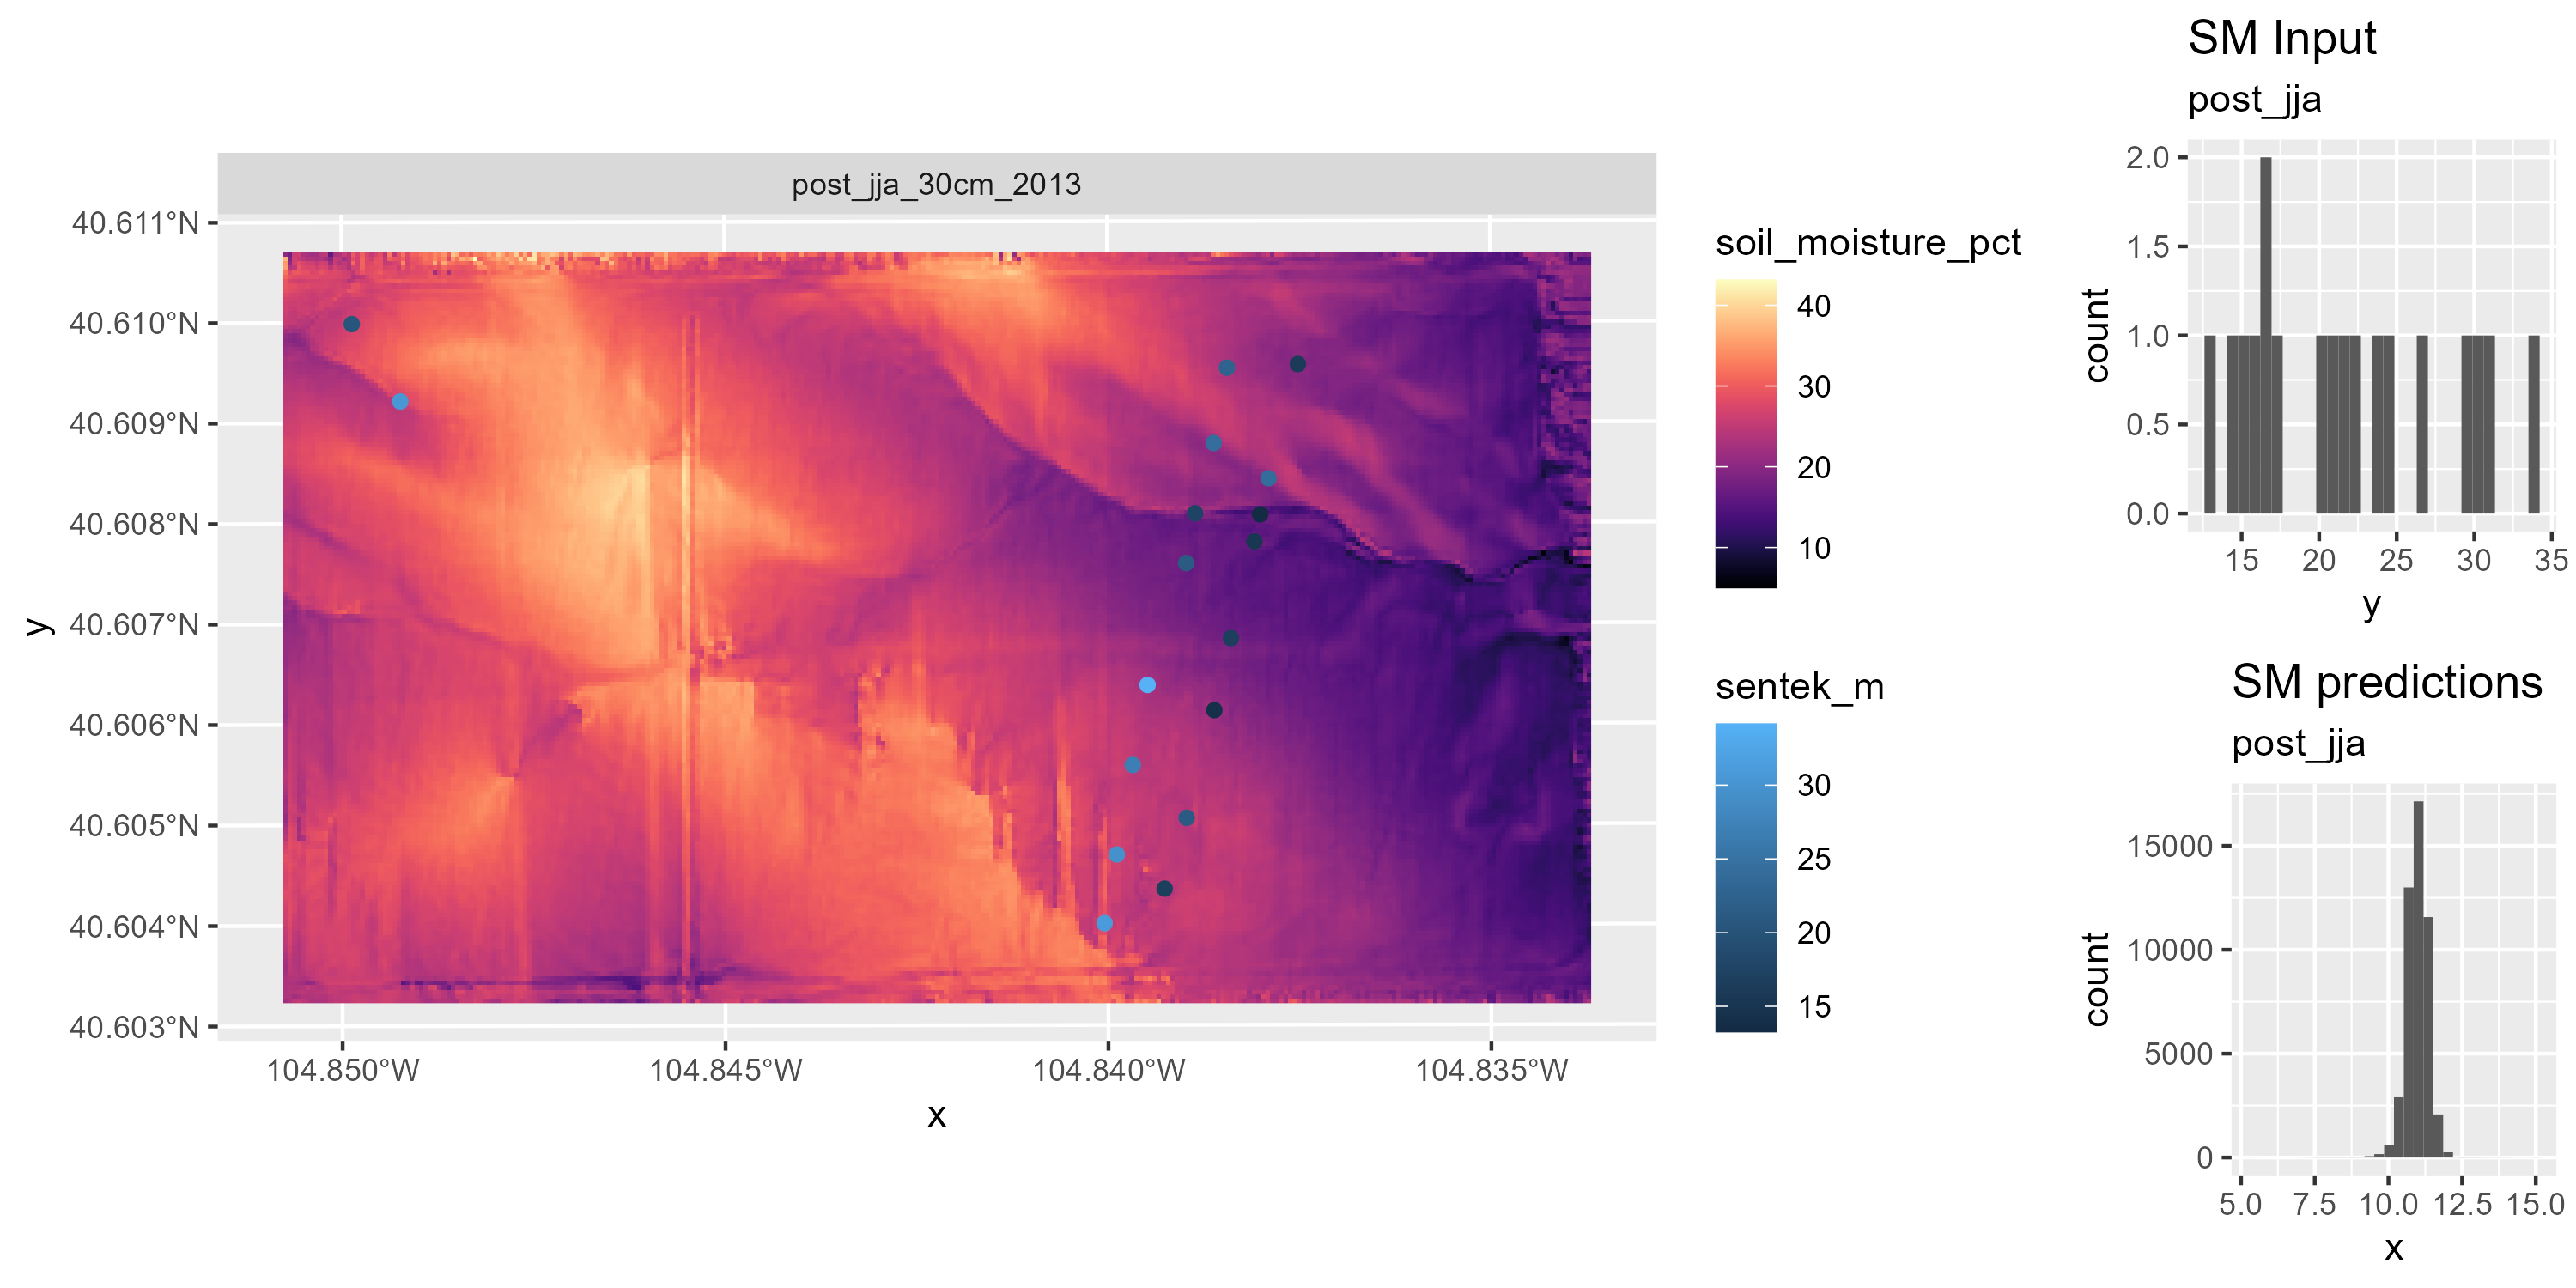 post_jja_30cm_2013
40.611°N
40.610°N
40.609°N
40.608°N
40.607°N
40.606°N
40.605°N
40.604°N
40.603°N
y
104.850°W 104.845°W 104.840°W 104.835°W
x
soil_moisture_pct
40
30
20
10
sentek_m
30
25
20
15
SM Input
post_jja
2.0
1.5
1.0
0.5
0.0
count
15 20 25 30 35
y
SM predictions
post_jja
15000
10000
5000
0
count
5.0 7.5 10.0 12.5 15.0
x